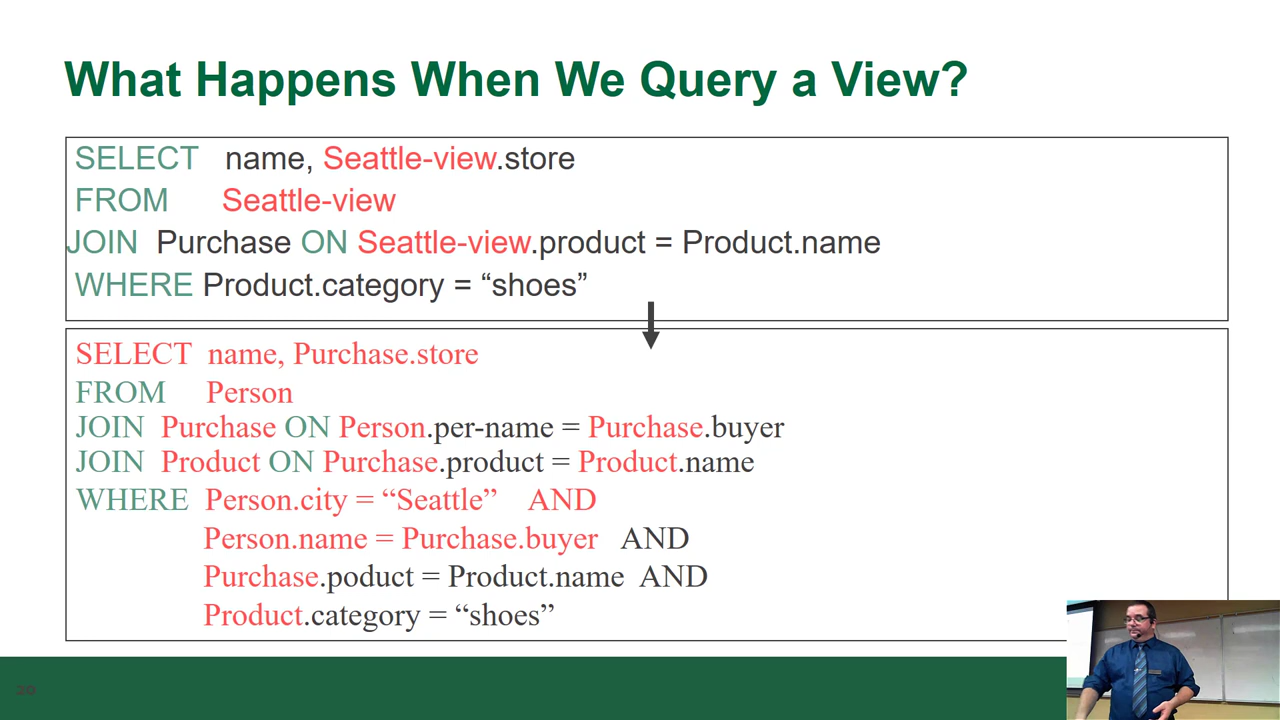 What Happens When We Query a View?
SELECT name, Seattle-view.store
FROM Seattle-view
JOIN Purchase ON Seattle-view.product = Product.name
WHERE Product.category = “shoes”
SELECT name, Purchase.store
FROM Person
JOIN Purchase ON Person.per-name = Purchase.buyer
JOIN Product ON Purchase.product = Product.name
WHERE Person.city = “Seattle” AND
Person.name = Purchase.buyer AND
Purchase.poduct = Product.name AND
Product.category = “shoes”
20